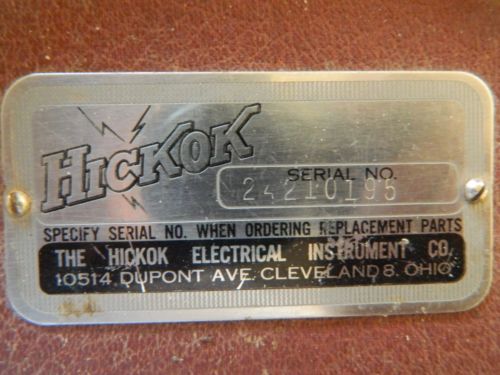 HICKOK
SERIAL NO.
24210195
SPECIFY SERIAL NO. WHEN ORDERING REPLACEMENT PARTS
THE HICKOK ELECTRICAL INSTRUMENT CO.
10514 DUPONT AVE. CLEVELAND 8, OHIO